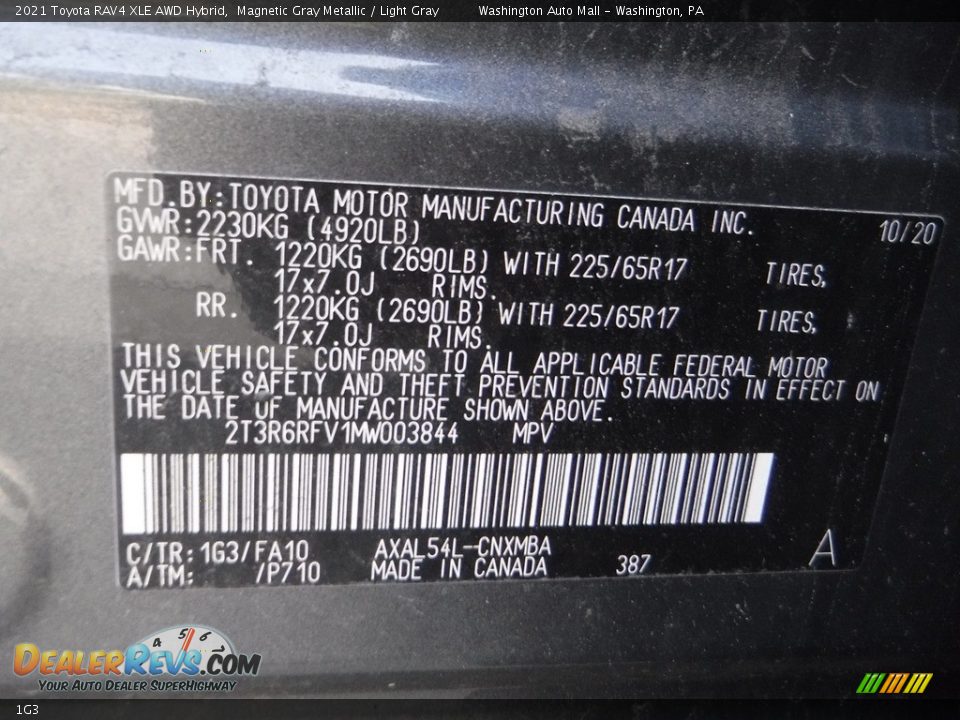 2021 Toyota RAV4 XLE AWD Hybrid, Magnetic Gray Metallic / Light Gray Washington Auto Mall - Washington, PA
MFD.BY:TOYOTA MOTOR MANUFACTURING CANADA INC. 10/20
GVWR:2230KG (4920LB)
GAWR:FRT. 1220KG (2690LB) WITH 225/65R17 TIRES,
17x7.0J RIMS.
RR. 1220KG (2690LB) WITH 225/65R17 TIRES,
17x7.0J RIMS.
THIS VEHICLE CONFORMS TO ALL APPLICABLE FEDERAL MOTOR
VEHICLE SAFETY AND THEFT PREVENTION STANDARDS IN EFFECT ON
THE DATE OF MANUFACTURE SHOWN ABOVE.
2T3R6RFV1MW003844 MPV
C/TR:1G3/FA10 AXAL54L-CNXMBA A
A/TM: /P710 MADE IN CANADA 387
4 5 6 7
DEALERREVS.COM
YOUR AUTO DEALER SUPERHIGHWAY
1G3